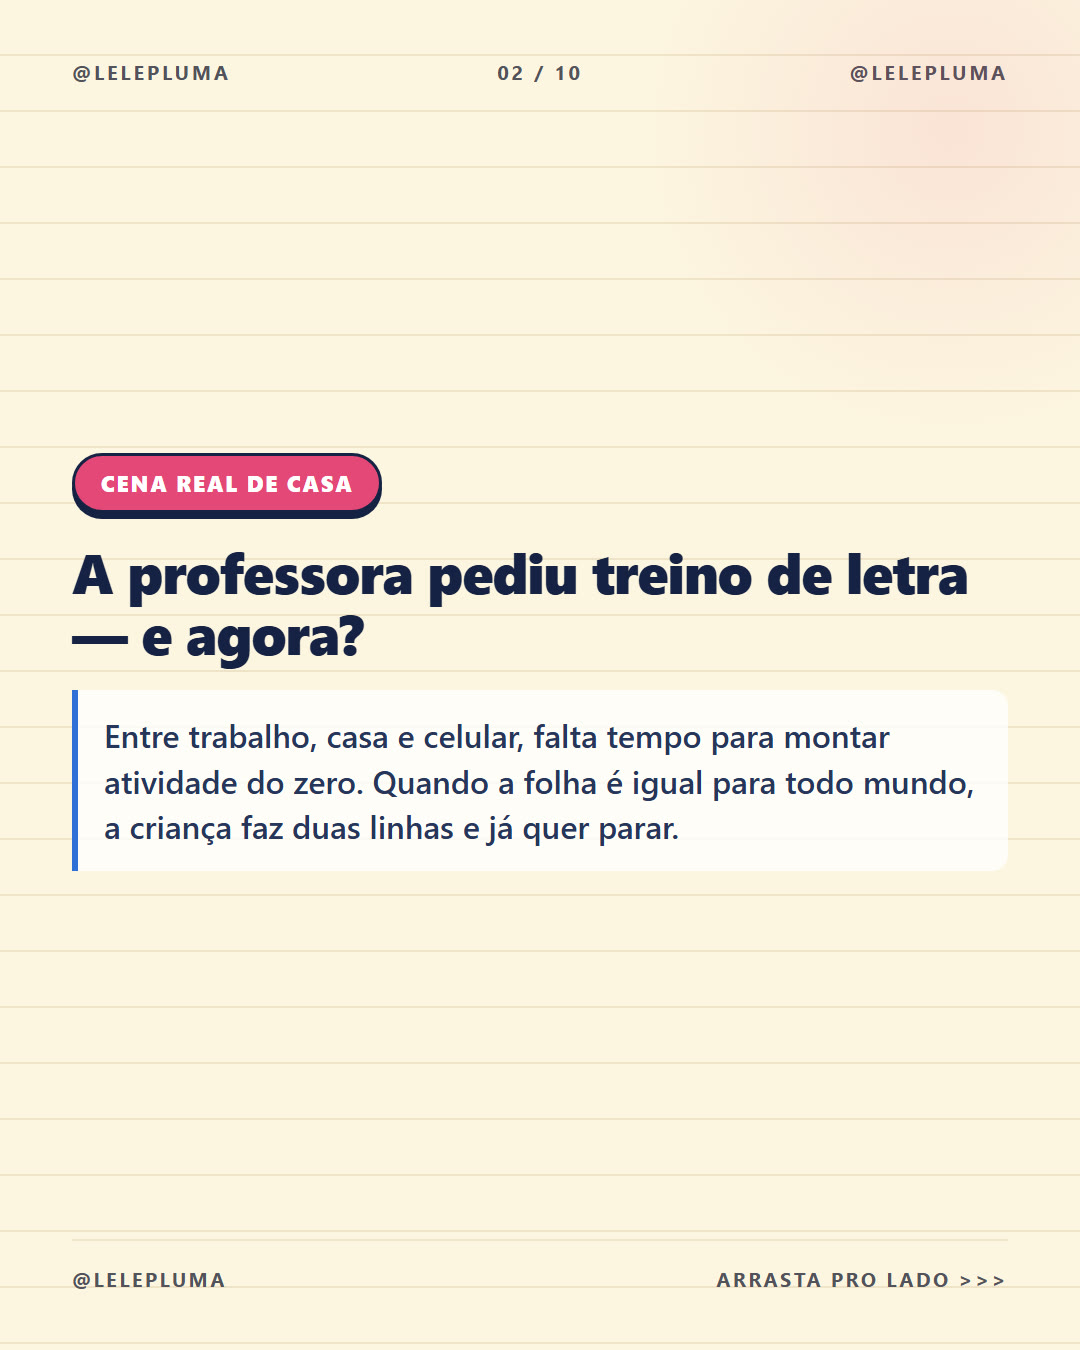 @LELEPLUMA
02 / 10
@LELEPLUMA
CENA REAL DE CASA
A professora pediu treino de letra
— e agora?
Entre trabalho, casa e celular, falta tempo para montar
atividade do zero. Quando a folha é igual para todo mundo,
a criança faz duas linhas e já quer parar.
@LELEPLUMA
ARRASTA PRO LADO >>>